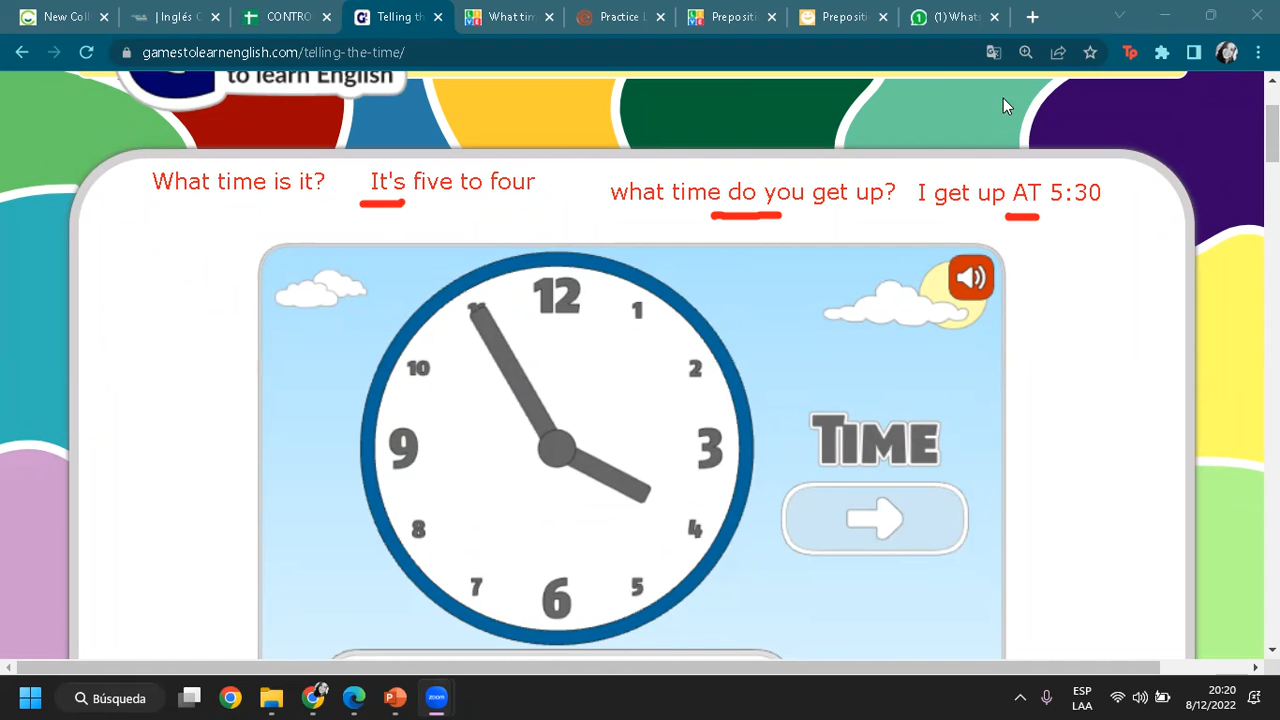 New Coll
| Inglés C
CONTRO
Telling th
What tim
Practice L
Prepositi
Prepositi
(1) Whats
gamestolearnenglish.com/telling-the-time/
to learn English
What time is it?
It's five to four
what time do you get up?
I get up AT 5:30
12
1
2
3
4
5
6
7
8
9
10
TIME
Búsqueda
zoom
ESP
LAA
20:20
8/12/2022